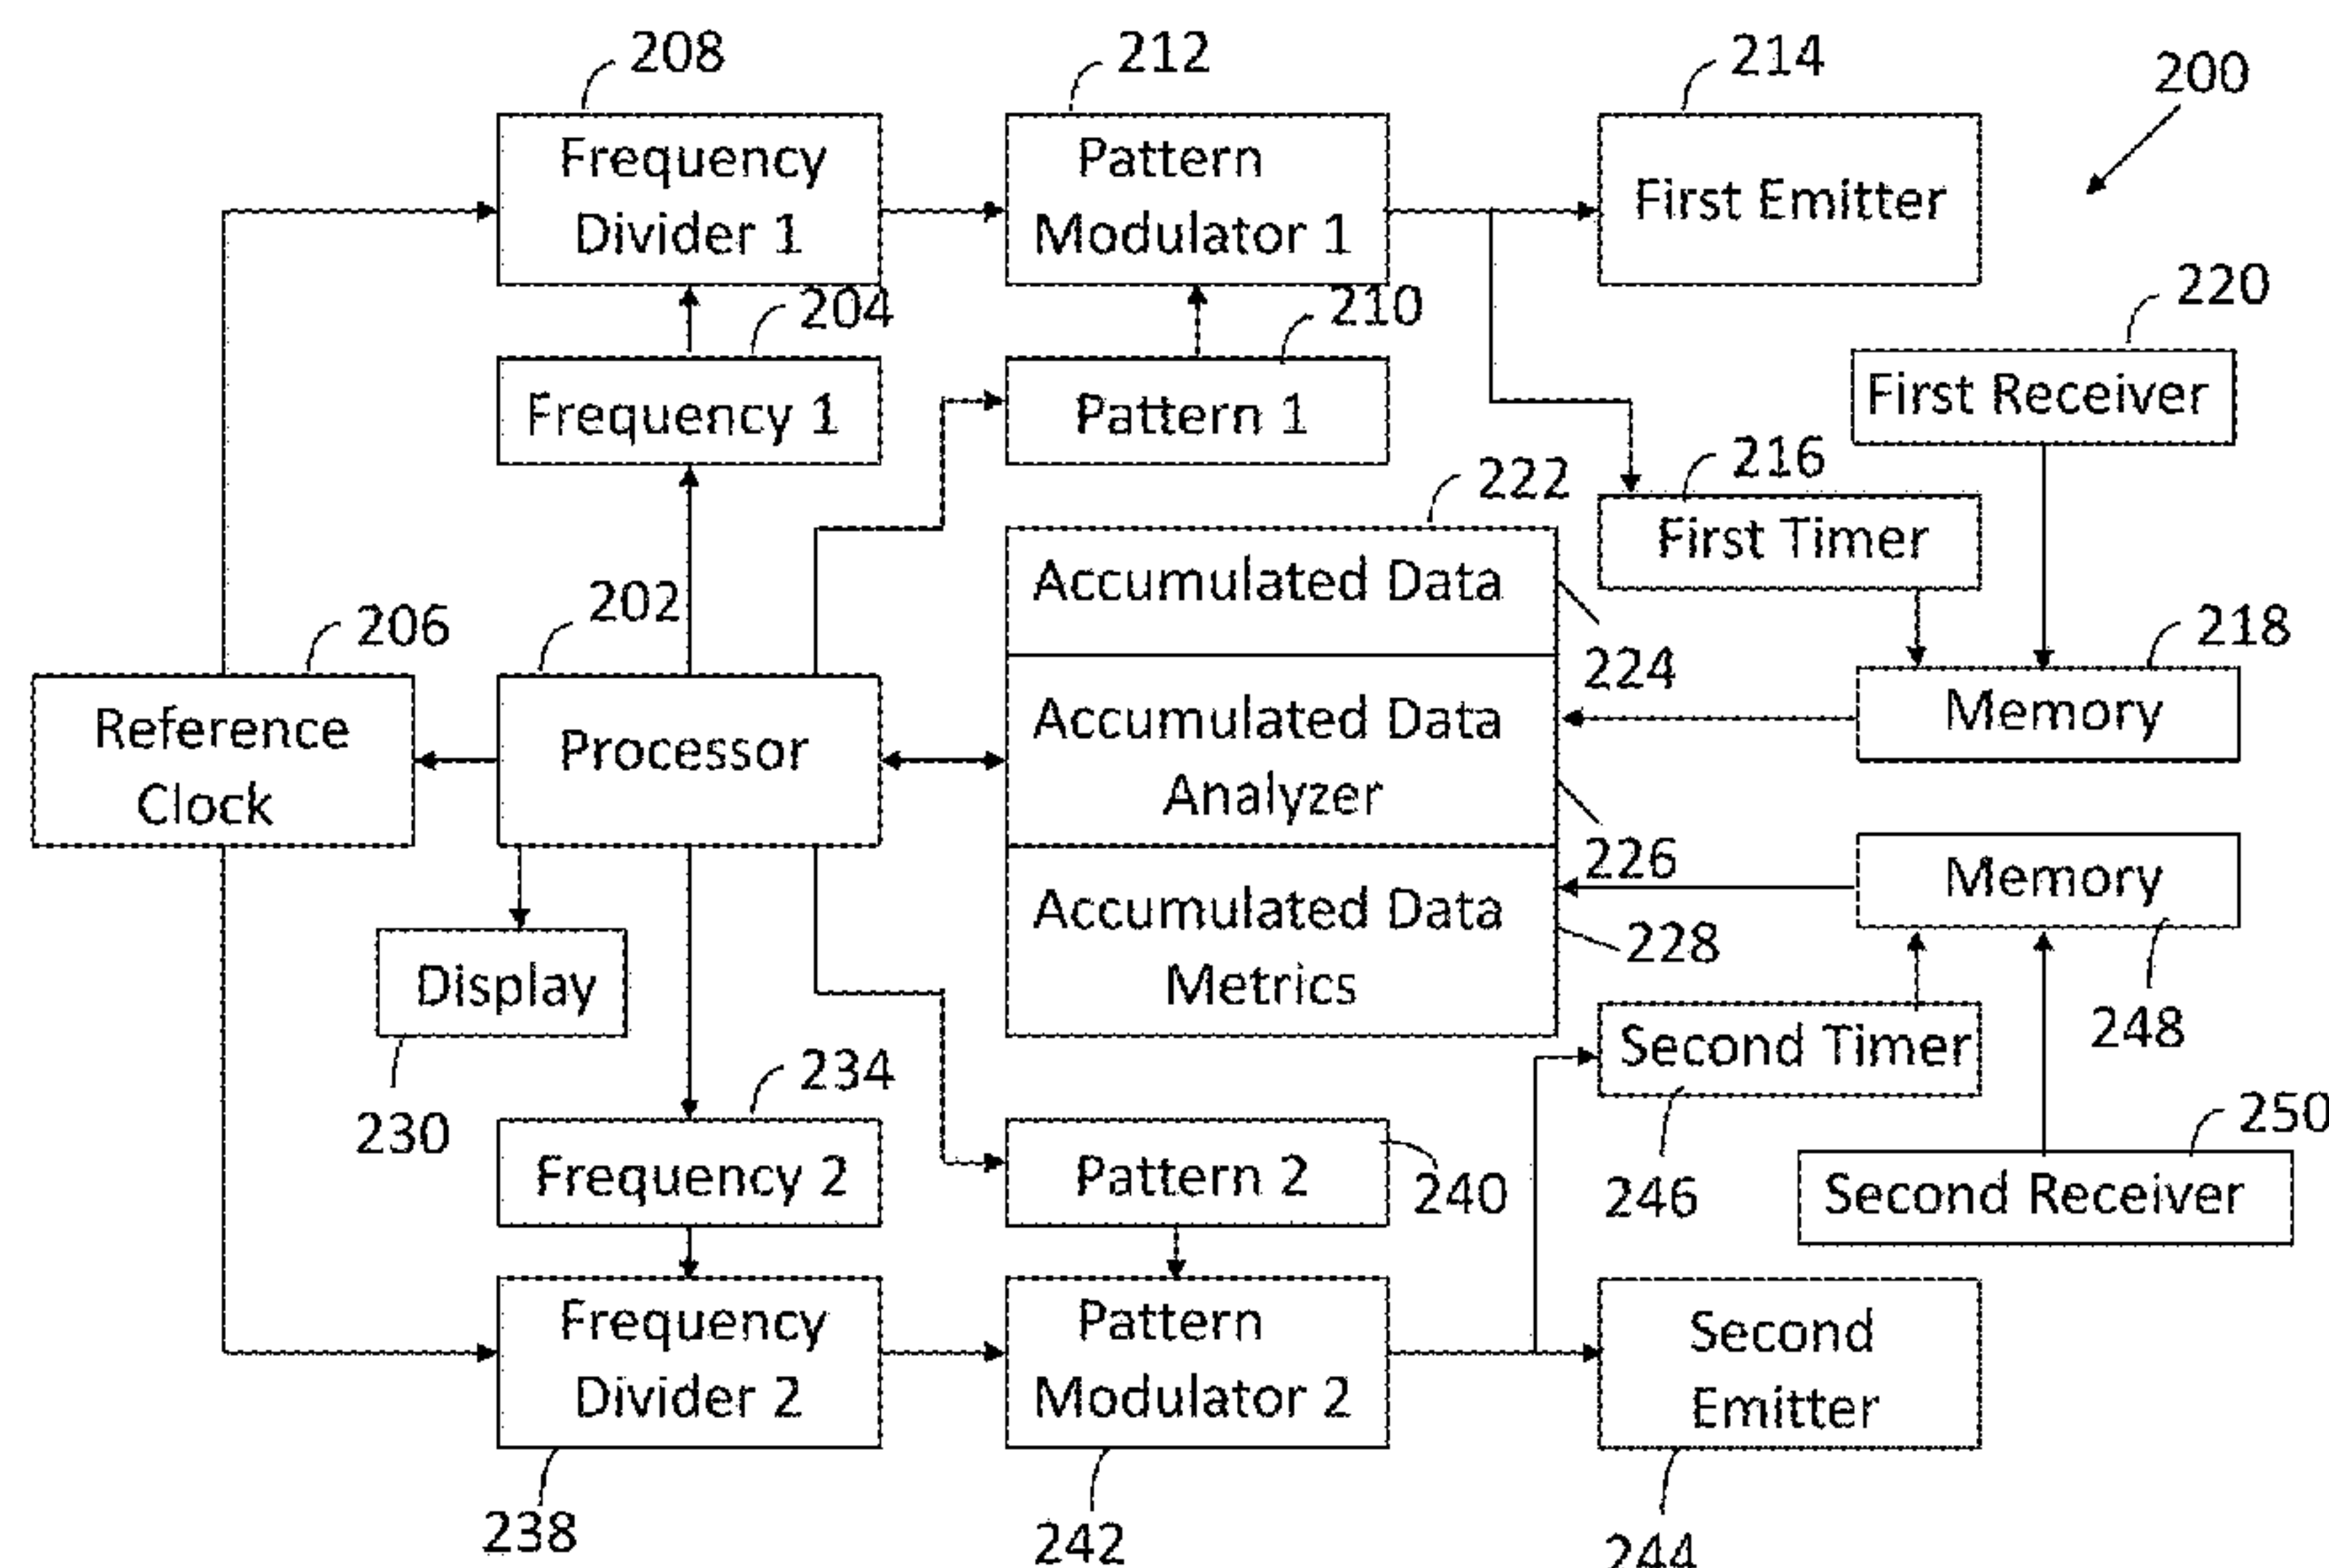 208
212
214
200
Frequency
Divider 1
Pattern
Modulator 1
First Emitter
204
210
220
Frequency 1
Pattern 1
First Receiver
222
216
Accumulated Data
First Timer
206
202
224
218
Reference
Clock
Processor
Accumulated Data
Analyzer
Memory
226
Memory
Accumulated Data
Metrics
228
Display
Second Timer
248
230
234
246
250
Frequency 2
Pattern 2
240
Second Receiver
Frequency
Divider 2
Pattern
Modulator 2
Second
Emitter
238
242
244